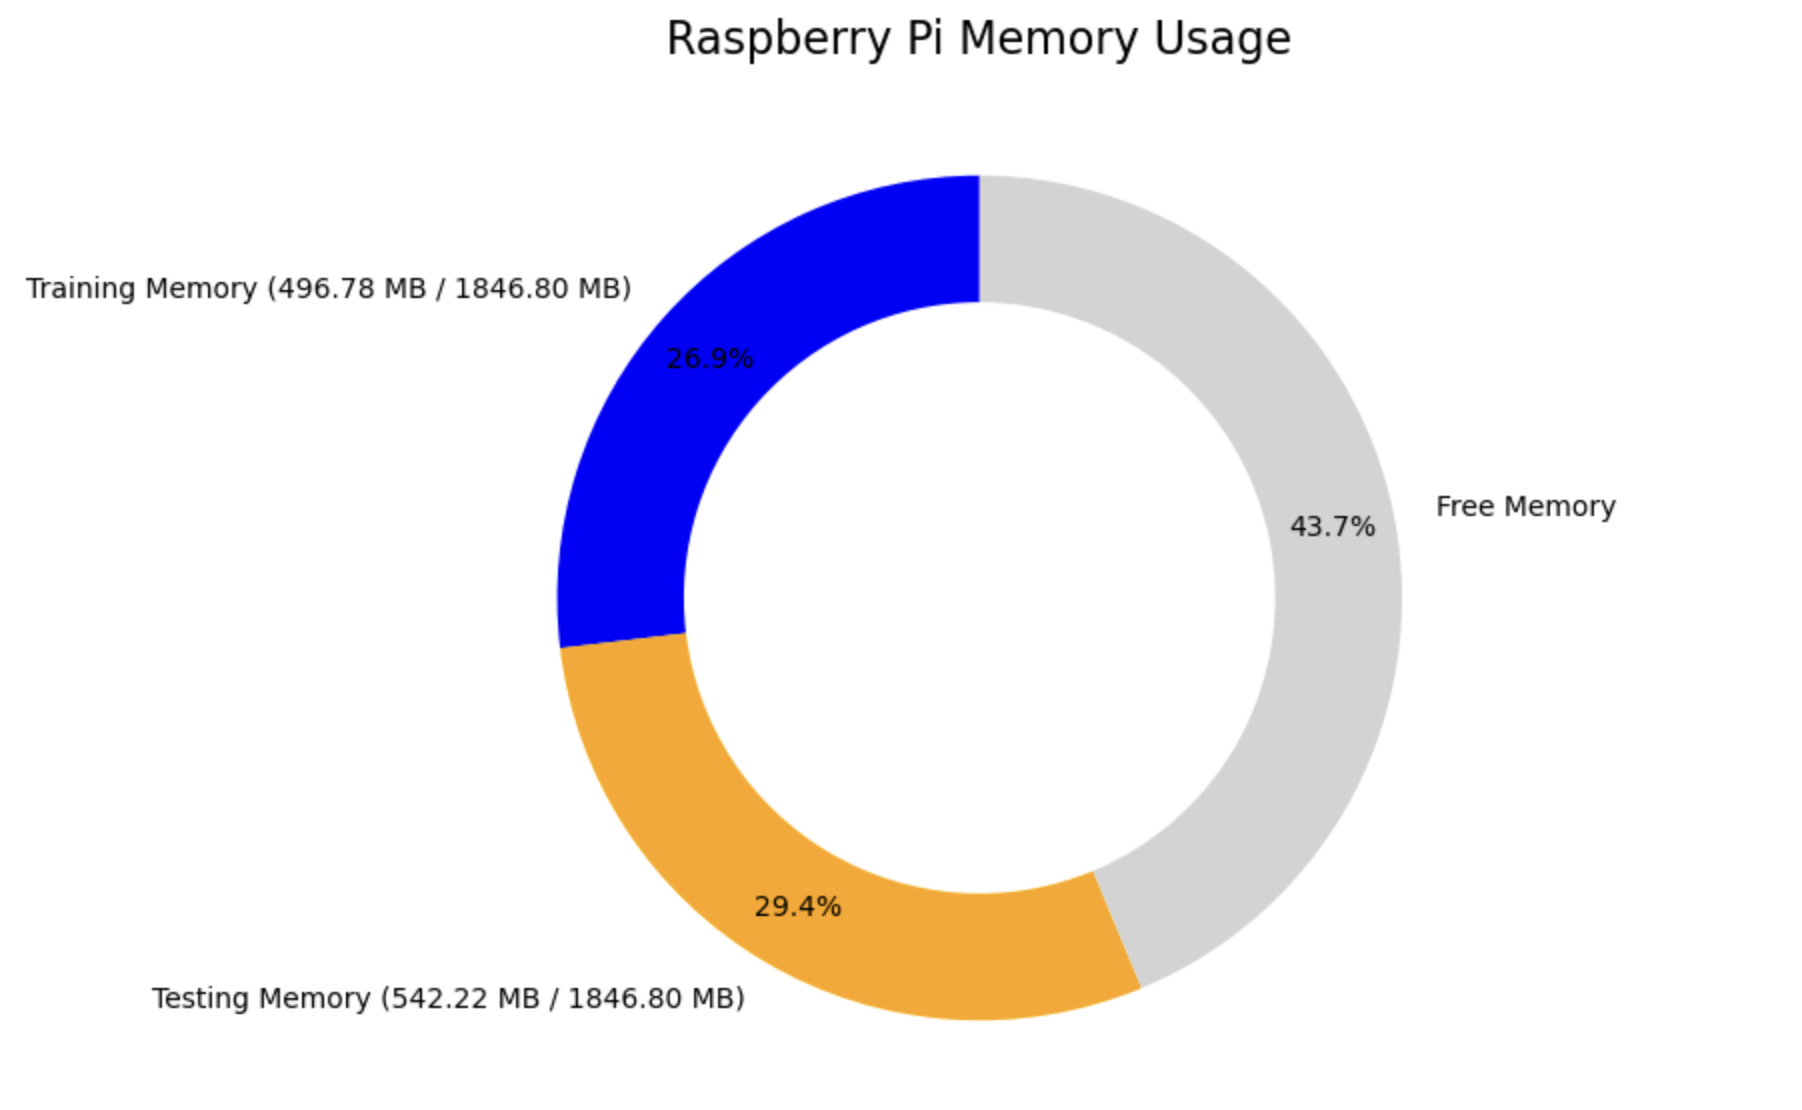 Raspberry Pi Memory Usage
Training Memory (496.78 MB / 1846.80 MB)
26.9%
Free Memory
43.7%
29.4%
Testing Memory (542.22 MB / 1846.80 MB)